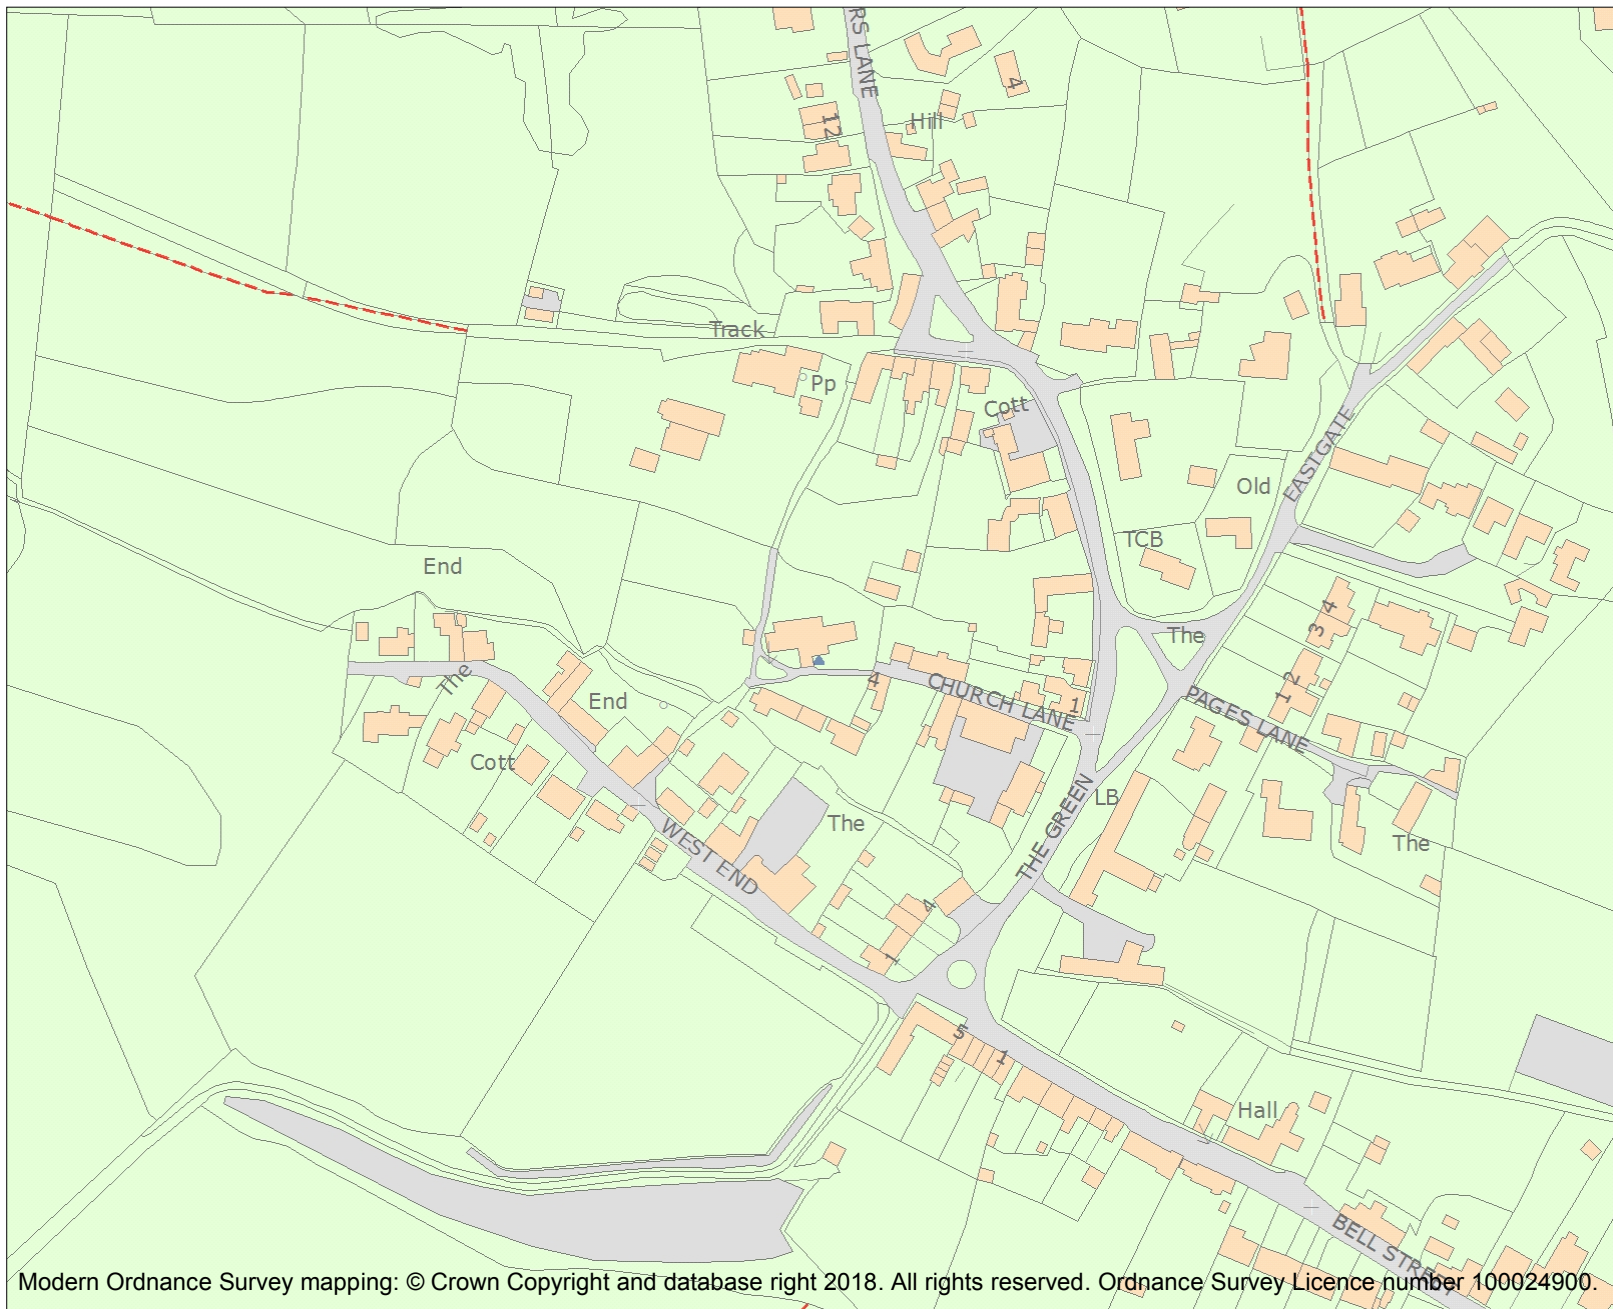 RS LANE
4
Hill
12
Track
Pp
Cott
EASTGATE
Old
TCB
End
3 4
The
The
4
CHURCH LANE
1
1 2
PAGES LANE
End
Cott
THE GREEN
LB
The
The
WEST END
4
1
5
1
Hall
BELL STREET
Modern Ordnance Survey mapping: © Crown Copyright and database right 2018. All rights reserved. Ordnance Survey Licence number 100024900.